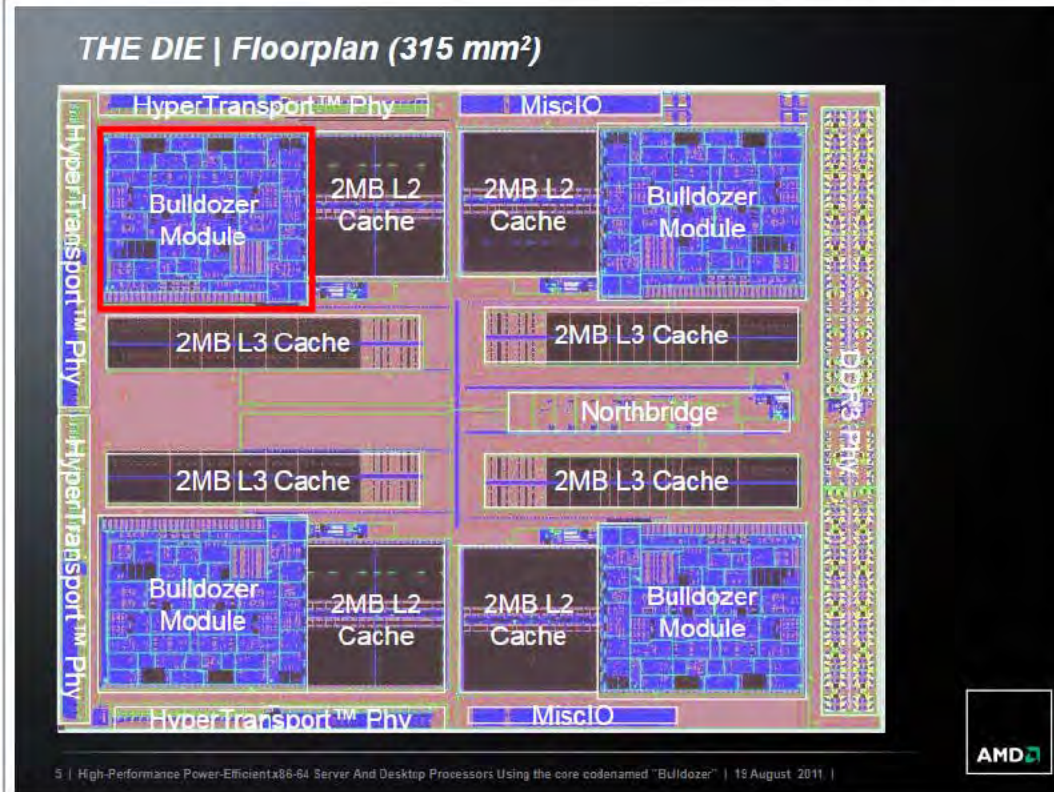 THE DIE | Floorplan (315 mm²)
HyperTransport™ Phy
MiscIO
HyperTransport™ Phy
Bulldozer
Module
2MB L2
Cache
2MB L2
Cache
Bulldozer
Module
2MB L3 Cache
2MB L3 Cache
DDR3 Phy
Northbridge
HyperTransport™ Phy
2MB L3 Cache
2MB L3 Cache
Bulldozer
Module
2MB L2
Cache
2MB L2
Cache
Bulldozer
Module
HyperTransport™ Phy
MiscIO
5 | High-Performance Power-Efficient x86-64 Server And Desktop Processors Using the core codenamed "Bulldozer" | 19 August 2011 |
AMD